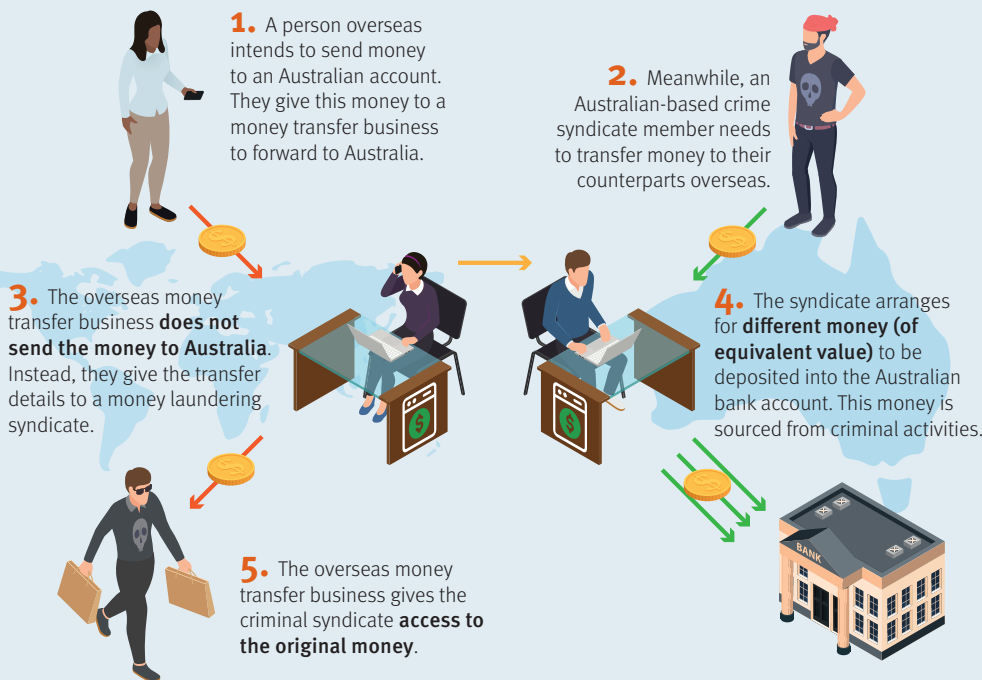 1. A person overseas
intends to send money
to an Australian account.
They give this money to a
money transfer business
to forward to Australia.
2. Meanwhile, an
Australian-based crime
syndicate member needs
to transfer money to their
counterparts overseas.
3. The overseas money
transfer business does not
send the money to Australia.
Instead, they give the transfer
details to a money laundering
syndicate.
4. The syndicate arranges
for different money (of
equivalent value) to be
deposited into the Australian
bank account. This money is
sourced from criminal activities.
5. The overseas money
transfer business gives the
criminal syndicate access to
the original money.
$
$
$
$
$
$
BANK